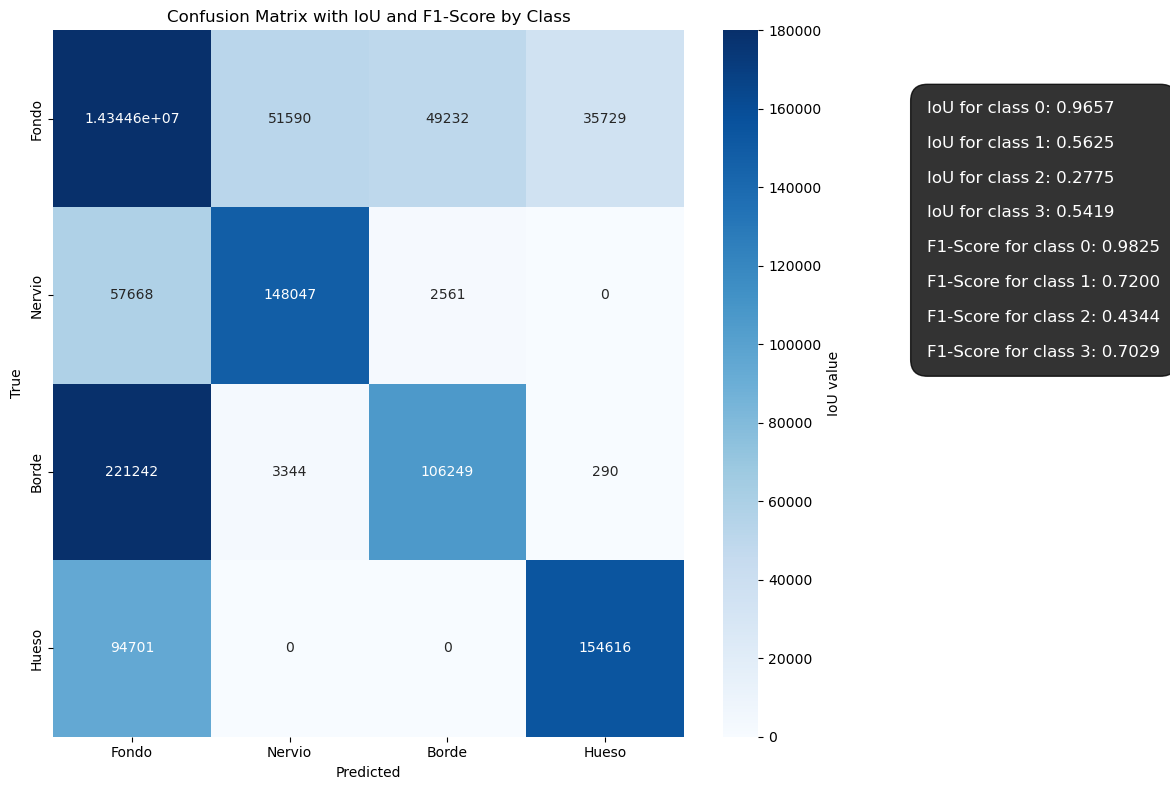 Confusion Matrix with IoU and F1-Score by Class
Fondo
1.43446e+07 51590 49232 35729
Nervio
57668 148047 2561 0
Borde
221242 3344 106249 290
Hueso
94701 0 0 154616
True
Fondo Nervio Borde Hueso
Predicted
180000
160000
140000
120000
100000
80000
60000
40000
20000
0
IoU value
IoU for class 0: 0.9657
IoU for class 1: 0.5625
IoU for class 2: 0.2775
IoU for class 3: 0.5419
F1-Score for class 0: 0.9825
F1-Score for class 1: 0.7200
F1-Score for class 2: 0.4344
F1-Score for class 3: 0.7029